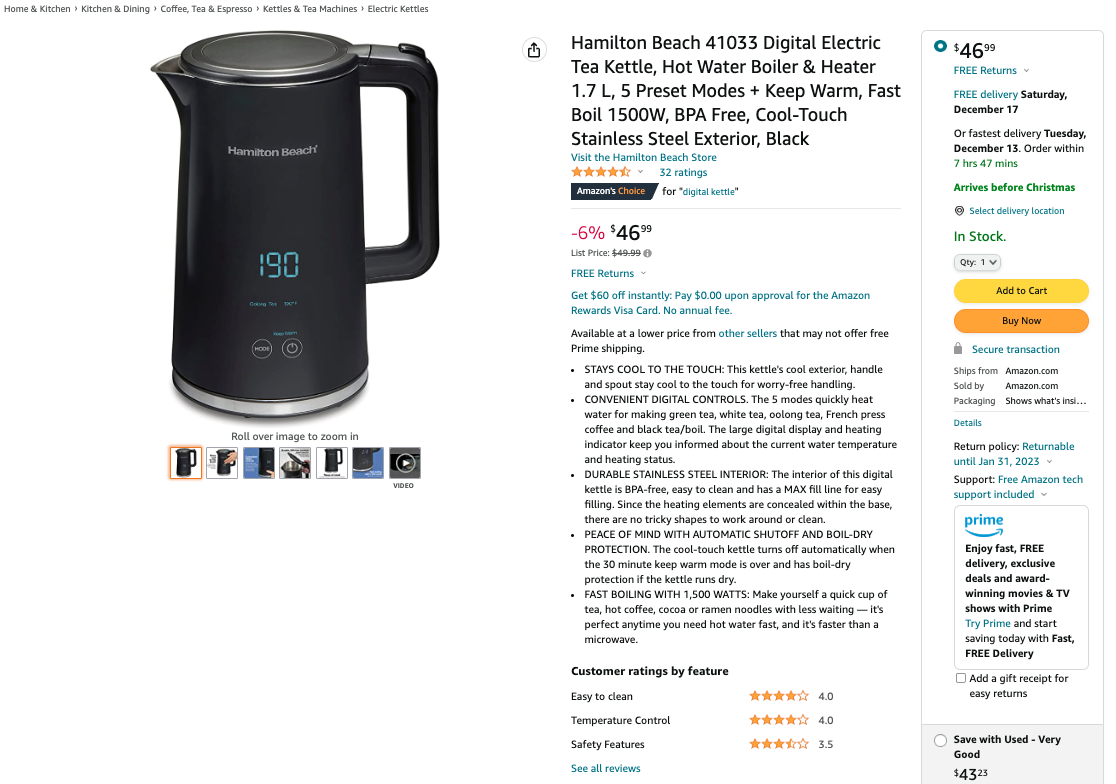 Home & Kitchen › Kitchen & Dining › Coffee, Tea & Espresso › Kettles & Tea Machines › Electric Kettles
Hamilton Beach
190
Oolong Tea 190°F
Keep Warm
MODE
Roll over image to zoom in
VIDEO
Hamilton Beach 41033 Digital Electric
Tea Kettle, Hot Water Boiler & Heater
1.7 L, 5 Preset Modes + Keep Warm, Fast
Boil 1500W, BPA Free, Cool-Touch
Stainless Steel Exterior, Black
Visit the Hamilton Beach Store
32 ratings
Amazon's Choice for "digital kettle"
-6% $4699
List Price: $49.99
FREE Returns
Get $60 off instantly: Pay $0.00 upon approval for the Amazon
Rewards Visa Card. No annual fee.
Available at a lower price from other sellers that may not offer free
Prime shipping.
• STAYS COOL TO THE TOUCH: This kettle's cool exterior, handle
and spout stay cool to the touch for worry-free handling.
• CONVENIENT DIGITAL CONTROLS. The 5 modes quickly heat
water for making green tea, white tea, oolong tea, French press
coffee and black tea/boil. The large digital display and heating
indicator keep you informed about the current water temperature
and heating status.
• DURABLE STAINLESS STEEL INTERIOR: The interior of this digital
kettle is BPA-free, easy to clean and has a MAX fill line for easy
filling. Since the heating elements are concealed within the base,
there are no tricky shapes to work around or clean.
• PEACE OF MIND WITH AUTOMATIC SHUTOFF AND BOIL-DRY
PROTECTION. The cool-touch kettle turns off automatically when
the 30 minute keep warm mode is over and has boil-dry
protection if the kettle runs dry.
• FAST BOILING WITH 1,500 WATTS: Make yourself a quick cup of
tea, hot coffee, cocoa or ramen noodles with less waiting — it's
perfect anytime you need hot water fast, and it's faster than a
microwave.
Customer ratings by feature
Easy to clean 4.0
Temperature Control 4.0
Safety Features 3.5
See all reviews
$4699
FREE Returns
FREE delivery Saturday,
December 17
Or fastest delivery Tuesday,
December 13. Order within
7 hrs 47 mins
Arrives before Christmas
Select delivery location
In Stock.
Qty: 1
Add to Cart
Buy Now
Secure transaction
Ships from Amazon.com
Sold by Amazon.com
Packaging Shows what's insi...
Details
Return policy: Returnable
until Jan 31, 2023
Support: Free Amazon tech
support included
prime
Enjoy fast, FREE
delivery, exclusive
deals and award-
winning movies & TV
shows with Prime
Try Prime and start
saving today with Fast,
FREE Delivery
Add a gift receipt for
easy returns
Save with Used - Very
Good
$4323